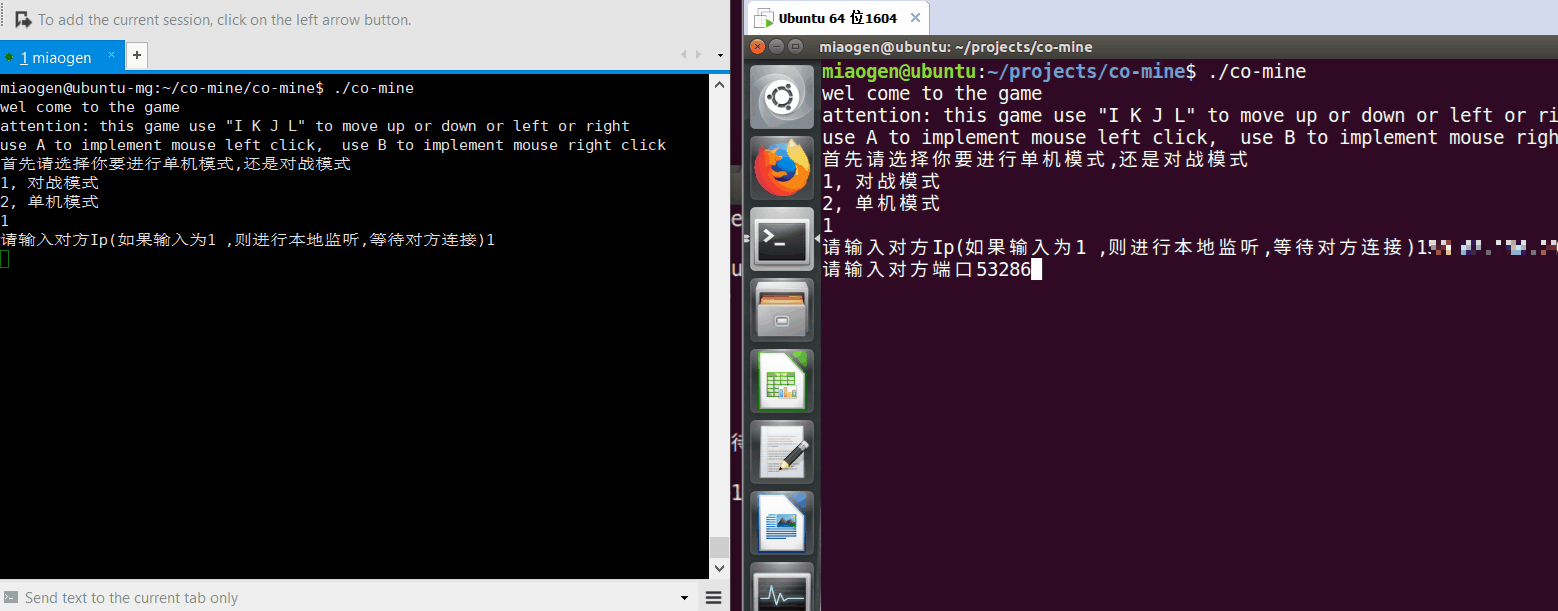 To add the current session, click on the left arrow button.
1 miaogen
miaogen@ubuntu-mg:~/co-mine/co-mine$ ./co-mine
wel come to the game
attention: this game use "I K J L" to move up or down or left or right
use A to implement mouse left click, use B to implement mouse right click
首先请选择你要进行单机模式,还是对战模式
1, 对战模式
2, 单机模式
1
请输入对方Ip(如果输入为1 ,则进行本地监听,等待对方连接)1
Send text to the current tab only
Ubuntu 64 位1604
miaogen@ubuntu: ~/projects/co-mine
miaogen@ubuntu:~/projects/co-mine$ ./co-mine
wel come to the game
attention: this game use "I K J L" to move up or down or left or ri
use A to implement mouse left click, use B to implement mouse righ
首先请选择你要进行单机模式,还是对战模式
1, 对战模式
2, 单机模式
1
请输入对方Ip(如果输入为1 ,则进行本地监听,等待对方连接)
请输入对方端口53286